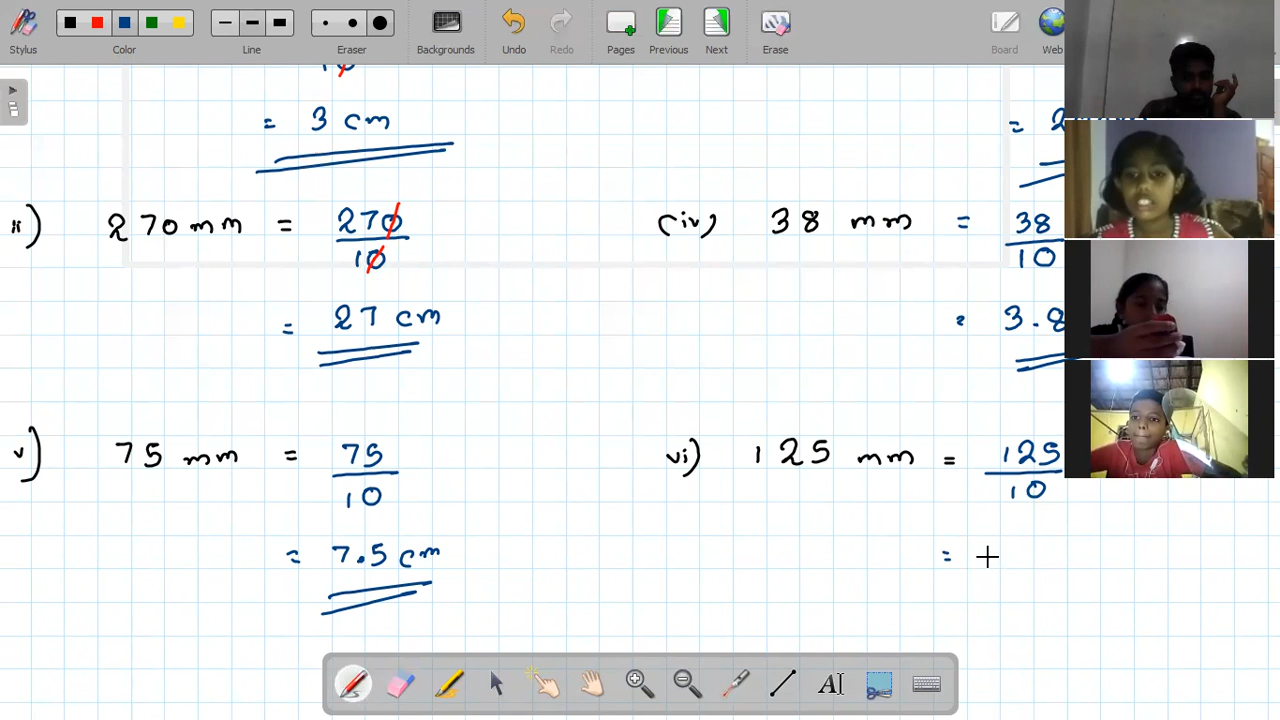 Stylus Color Line Eraser Backgrounds Undo Redo Pages Previous Next Erase Board Web
10
= 3 cm
= 2
ii) 270 mm = 270/10
= 27 cm
(iv) 38 mm = 38/10
= 3.8
v) 75 mm = 75/10
= 7.5 cm
vi) 125 mm = 125/10
=